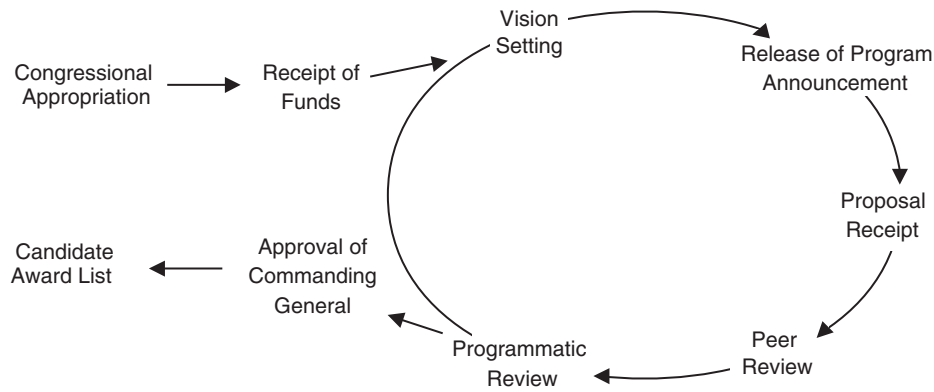 Vision
Setting
Release of Program
Announcement
Congressional
Appropriation
Receipt of
Funds
Proposal
Receipt
Candidate
Award List
Approval of
Commanding
General
Peer
Review
Programmatic
Review